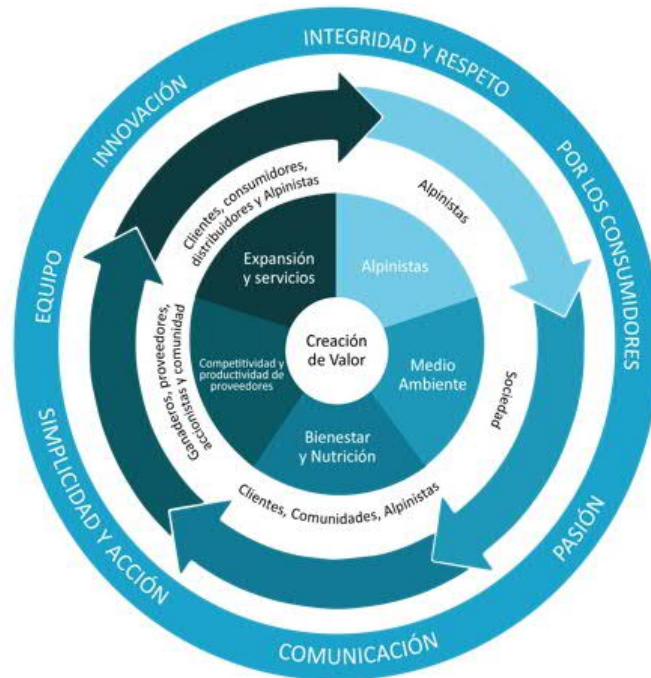 INTEGRIDAD Y RESPETO
POR LOS CONSUMIDORES
PASIÓN
COMUNICACIÓN
SIMPLICIDAD Y ACCIÓN
EQUIPO
INNOVACIÓN
Clientes, consumidores,
distribuidores y Alpinistas
Alpinistas
Sociedad
Clientes, Comunidades, Alpinistas
Ganaderos, proveedores,
accionistas y comunidad
Expansión
y servicios
Alpinistas
Medio
Ambiente
Bienestar
y Nutrición
Competitividad y
productividad de
proveedores
Creación
de Valor